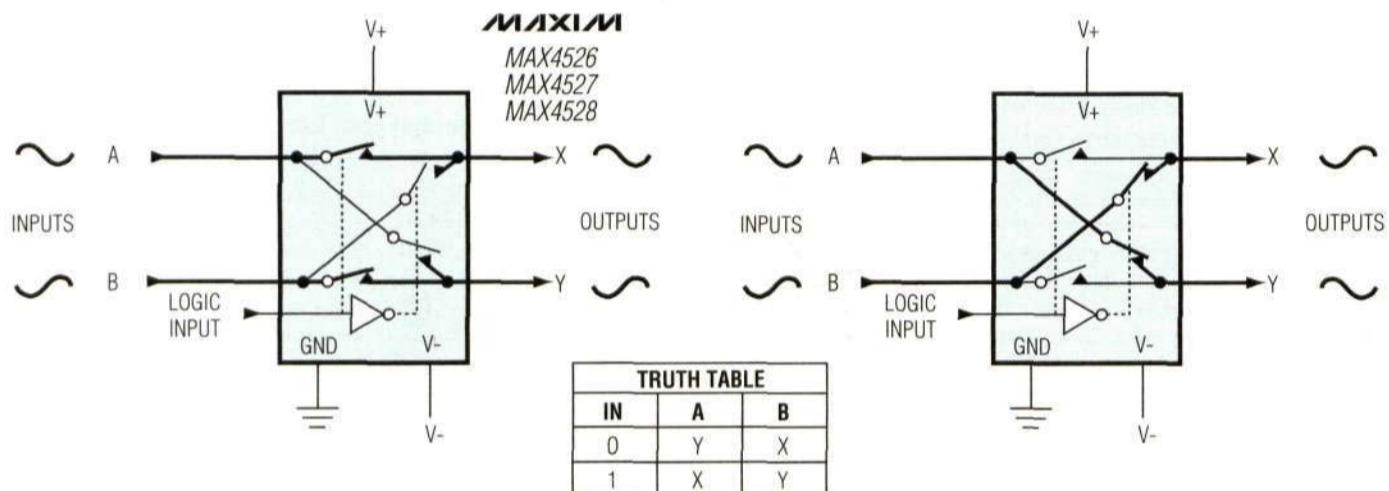 MAXIM
MAX4526
MAX4527
MAX4528
V+
V+
A
X
INPUTS
OUTPUTS
B
Y
LOGIC
INPUT
GND
V-
V-
V+
V+
A
X
INPUTS
OUTPUTS
B
Y
LOGIC
INPUT
GND
V-
V-
TRUTH TABLE
IN A B
0 Y X
1 X Y